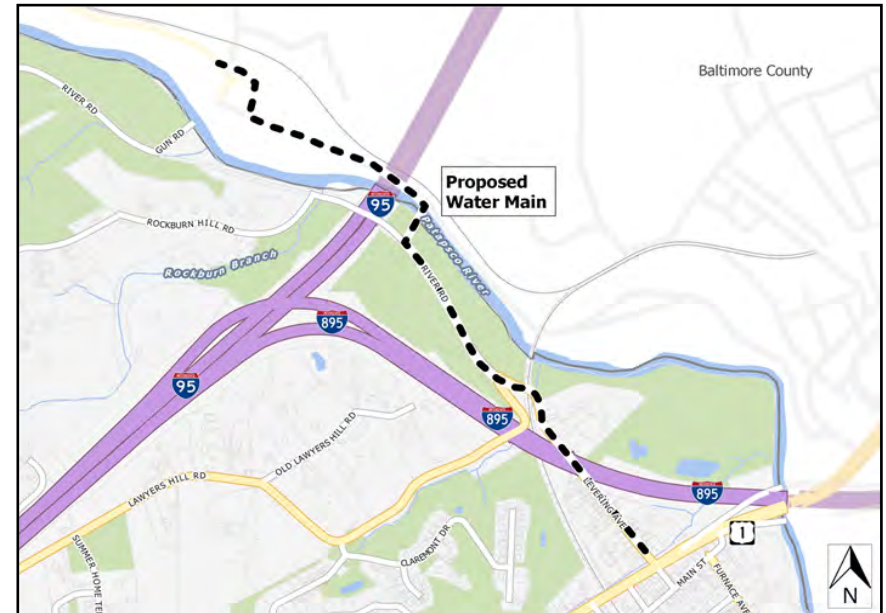 Baltimore County
RIVER RD
GUN RD
Proposed
Water Main
95
ROCKBURN HILL RD
Patapsco River
Rockburn Branch
RIVER RD
895
95
895
OLD LAWYERS HILL RD
LAWYERS HILL RD
LEVERING AVE
895
1
CLAREMONT DR
MAIN ST
SUMMER HOME TE
FURNACE AVE
N